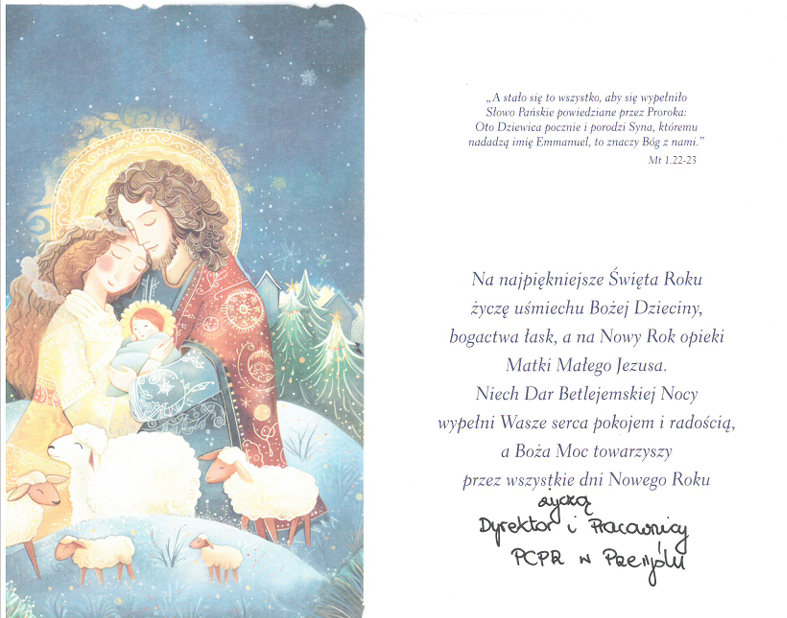 „A stało się to wszystko, aby się wypełniło
Słowo Pańskie powiedziane przez Proroka:
Oto Dziewica pocznie i porodzi Syna, któremu
nadadzą imię Emmanuel, to znaczy Bóg z nami.”
Mt 1.22-23
Na najpiękniejsze Święta Roku
życzę uśmiechu Bożej Dzieciny,
bogactwa łask, a na Nowy Rok opieki
Matki Małego Jezusa.
Niech Dar Betlejemskiej Nocy
wypełni Wasze serca pokojem i radością,
a Boża Moc towarzyszy
przez wszystkie dni Nowego Roku
życzą
Dyrektor i Pracownicy
PCPR w Przemyślu